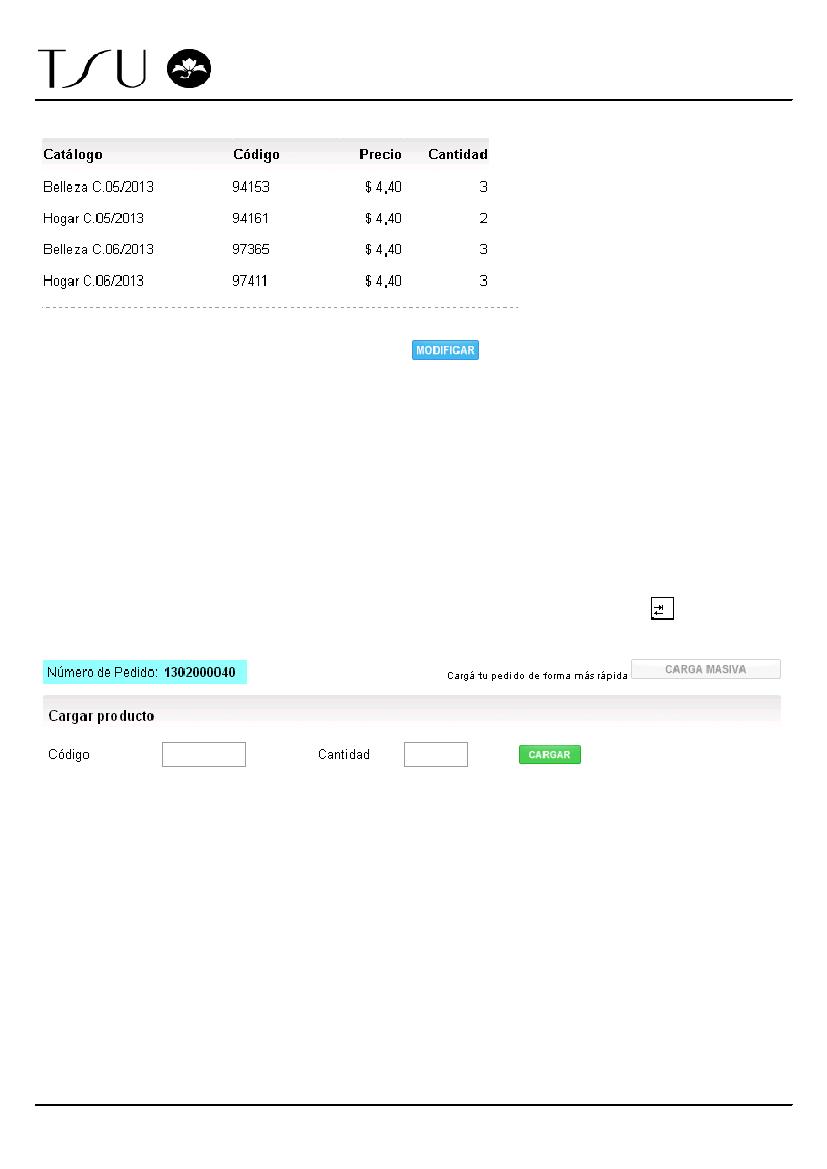 TSU
Catálogo Código Precio Cantidad
Belleza C.05/2013 94153 $ 4,40 3
Hogar C.05/2013 94161 $ 4,40 2
Belleza C.06/2013 97365 $ 4,40 3
Hogar C.06/2013 97411 $ 4,40 3
MODIFICAR
Número de Pedido: 1302000040 Cargá tu pedido de forma más rápida CARGA MASIVA
Cargar producto
Código Cantidad CARGAR